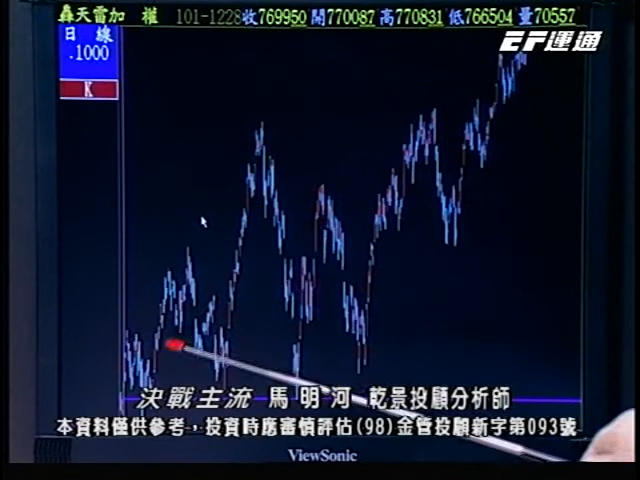 轟天雷加 權 101-1228收769950 開770087 高770831 低766504 量70557
日線
.1000
K
EF運通
決戰主流 馬明河 乾景投顧分析師
本資料僅供參考，投資時應審慎評估(98)金管投顧新字第093號
ViewSonic